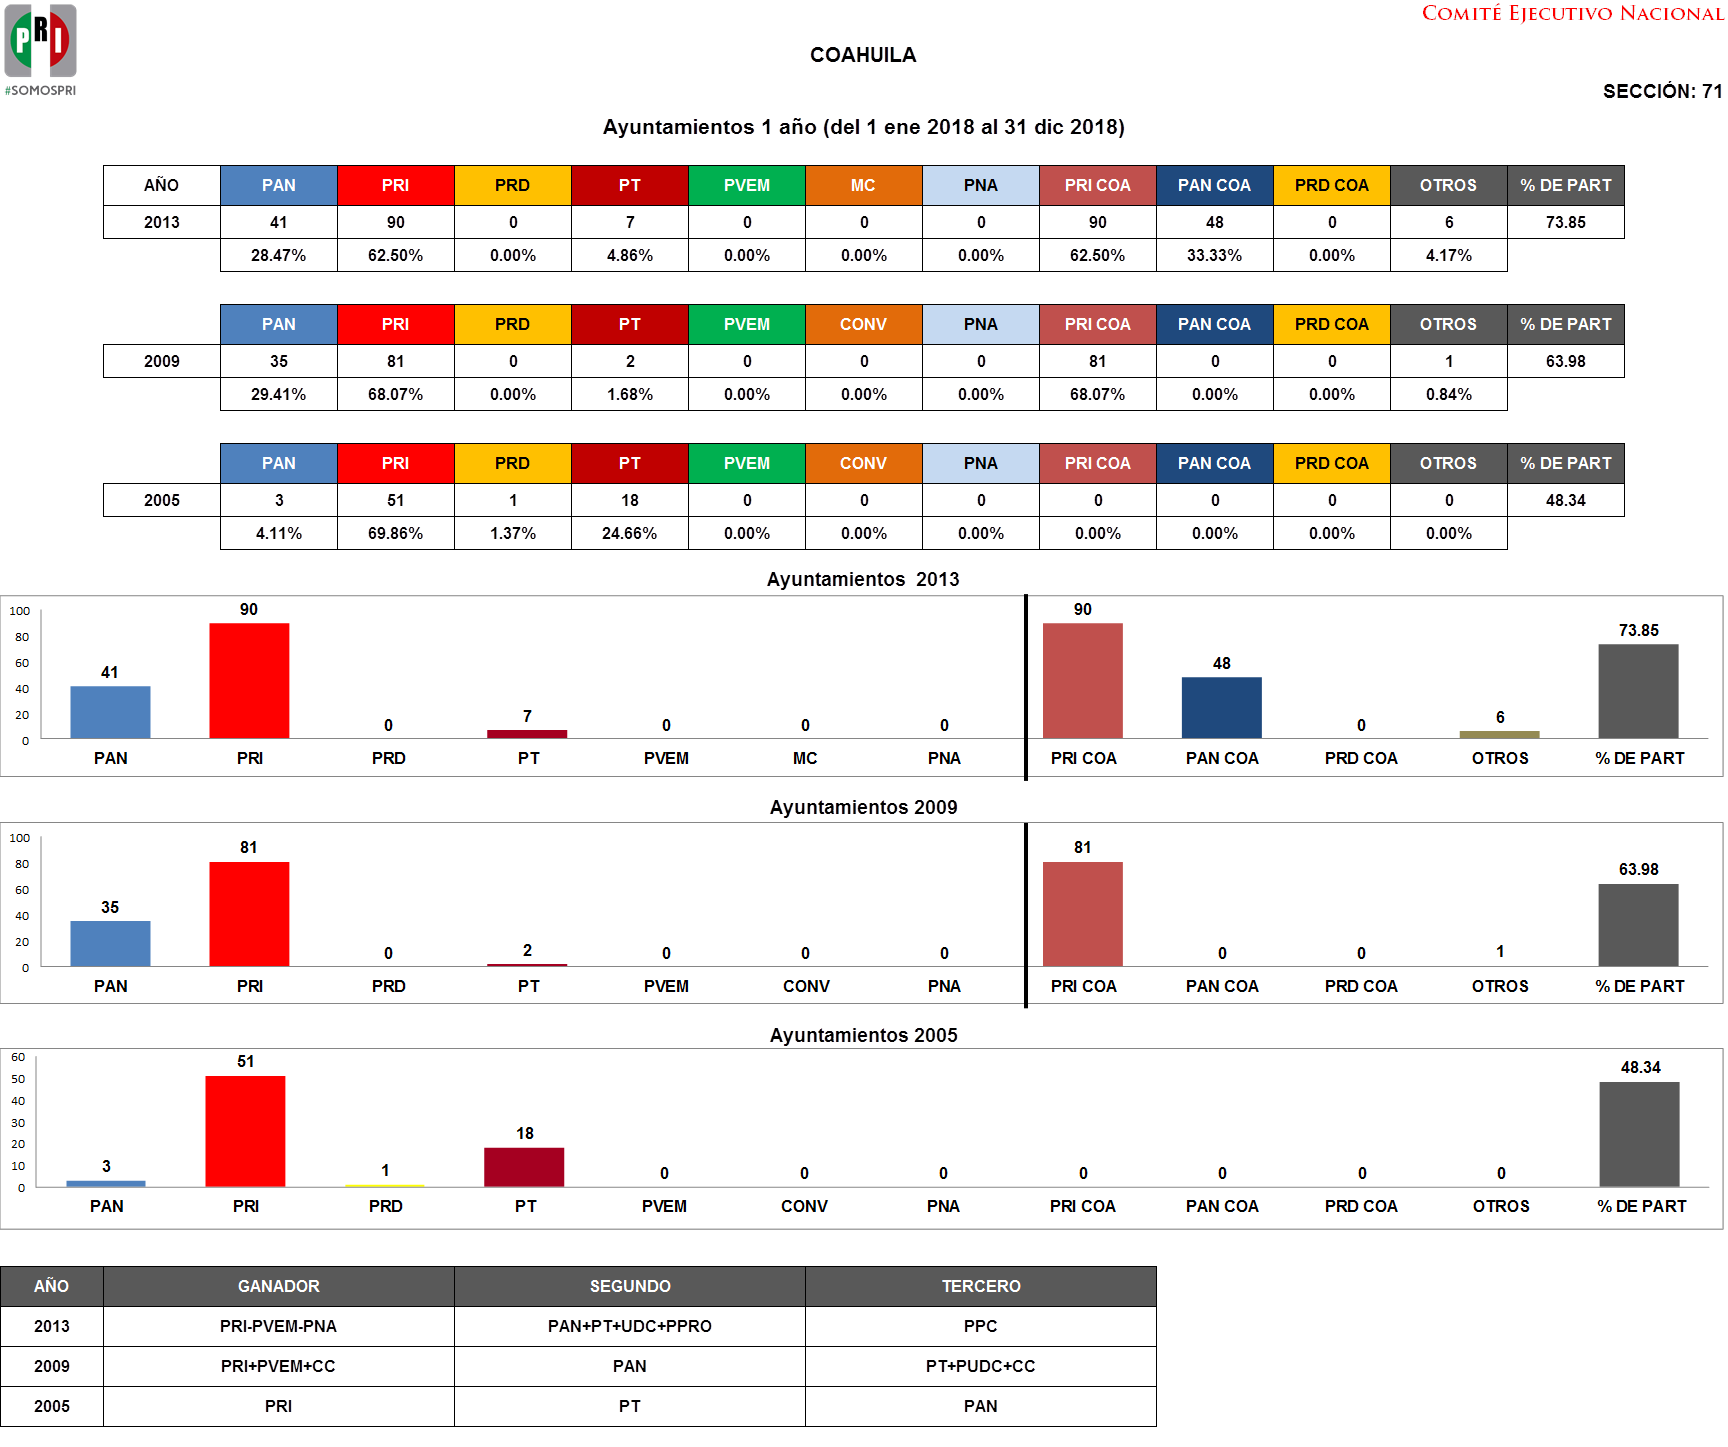 COMITÉ EJECUTIVO NACIONAL
PRI
#SOMOSPRI
COAHUILA
SECCIÓN: 71
Ayuntamientos 1 año (del 1 ene 2018 al 31 dic 2018)
AÑO PAN PRI PRD PT PVEM MC PNA PRI COA PAN COA PRD COA OTROS % DE PART
2013 41 90 0 7 0 0 0 90 48 0 6 73.85
28.47% 62.50% 0.00% 4.86% 0.00% 0.00% 0.00% 62.50% 33.33% 0.00% 4.17%
PAN PRI PRD PT PVEM CONV PNA PRI COA PAN COA PRD COA OTROS % DE PART
2009 35 81 0 2 0 0 0 81 0 0 1 63.98
29.41% 68.07% 0.00% 1.68% 0.00% 0.00% 0.00% 68.07% 0.00% 0.00% 0.84%
PAN PRI PRD PT PVEM CONV PNA PRI COA PAN COA PRD COA OTROS % DE PART
2005 3 51 1 18 0 0 0 0 0 0 0 48.34
4.11% 69.86% 1.37% 24.66% 0.00% 0.00% 0.00% 0.00% 0.00% 0.00% 0.00%
Ayuntamientos 2013
100
80
60
40
20
0
41 90 0 7 0 0 0 90 48 0 6 73.85
PAN PRI PRD PT PVEM MC PNA PRI COA PAN COA PRD COA OTROS % DE PART
Ayuntamientos 2009
100
80
60
40
20
0
35 81 0 2 0 0 0 81 0 0 1 63.98
PAN PRI PRD PT PVEM CONV PNA PRI COA PAN COA PRD COA OTROS % DE PART
Ayuntamientos 2005
60
50
40
30
20
10
0
3 51 1 18 0 0 0 0 0 0 0 48.34
PAN PRI PRD PT PVEM CONV PNA PRI COA PAN COA PRD COA OTROS % DE PART
AÑO GANADOR SEGUNDO TERCERO
2013 PRI-PVEM-PNA PAN+PT+UDC+PPRO PPC
2009 PRI+PVEM+CC PAN PT+PUDC+CC
2005 PRI PT PAN